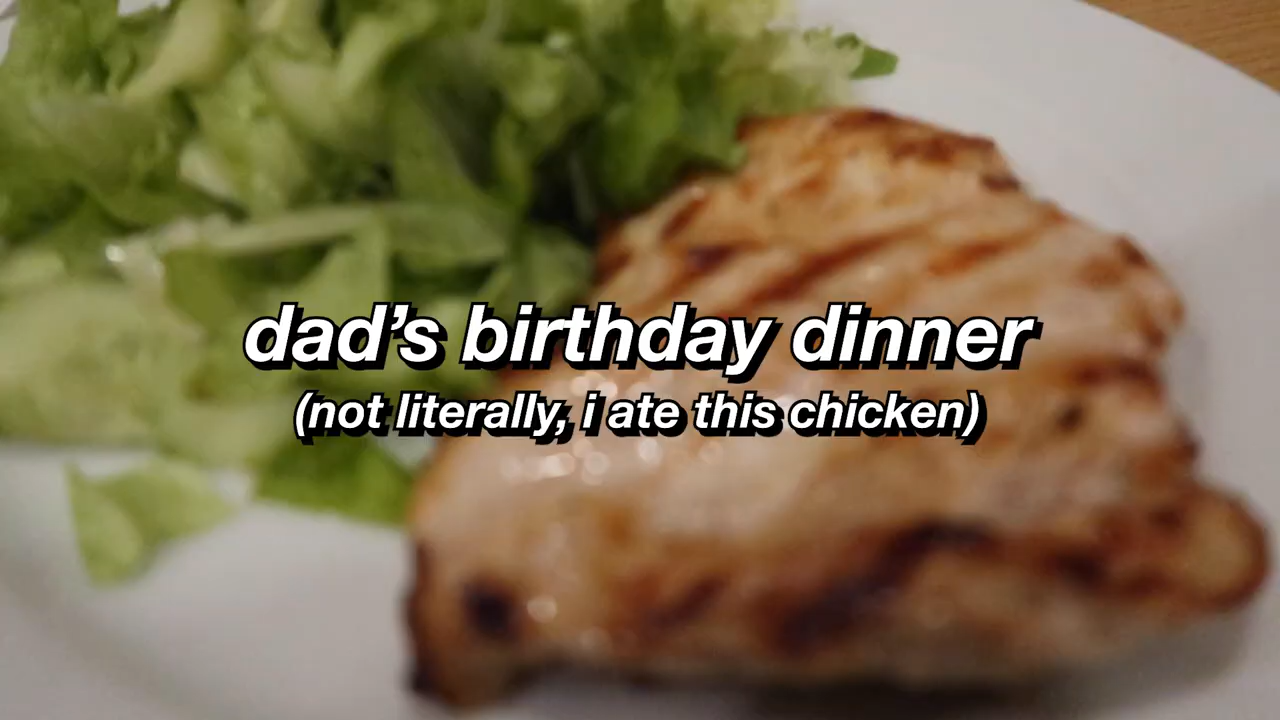 dad’s birthday dinner
(not literally, i ate this chicken)